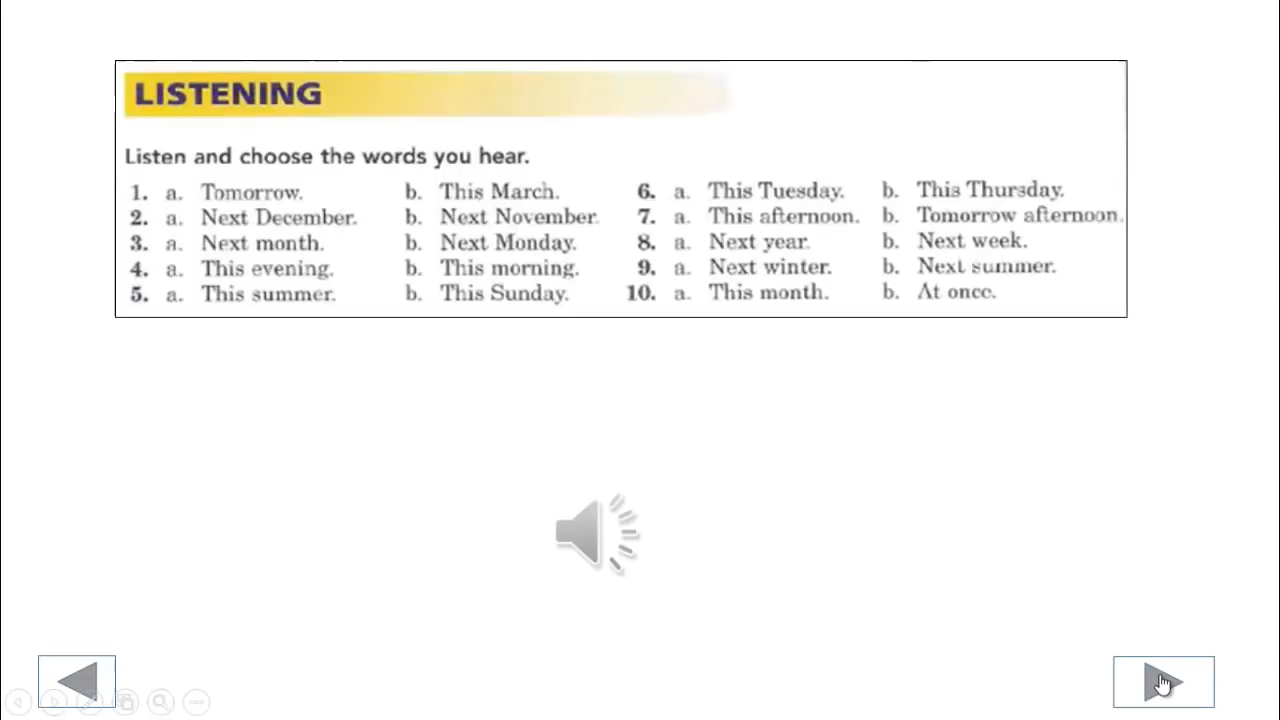 LISTENING
Listen and choose the words you hear.
1. a. Tomorrow. b. This March.
2. a. Next December. b. Next November.
3. a. Next month. b. Next Monday.
4. a. This evening. b. This morning.
5. a. This summer. b. This Sunday.
6. a. This Tuesday. b. This Thursday.
7. a. This afternoon. b. Tomorrow afternoon.
8. a. Next year. b. Next week.
9. a. Next winter. b. Next summer.
10. a. This month. b. At once.